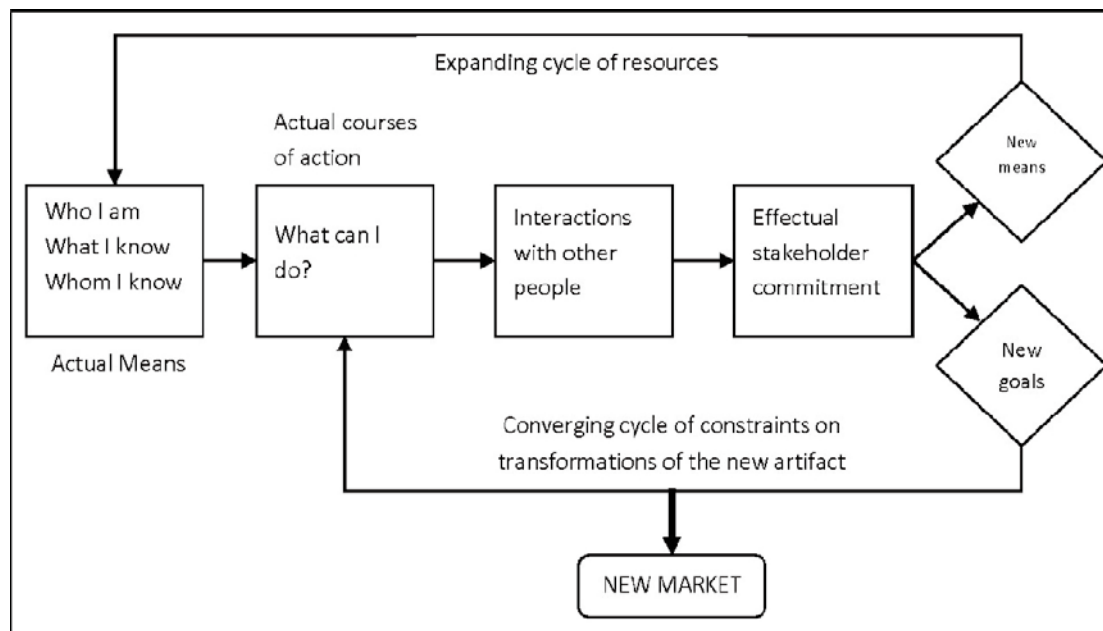 Expanding cycle of resources
Actual courses
of action
New
means
Who I am
What I know
Whom I know
What can I
do?
Interactions
with other
people
Effectual
stakeholder
commitment
Actual Means
New
goals
Converging cycle of constraints on
transformations of the new artifact
NEW MARKET